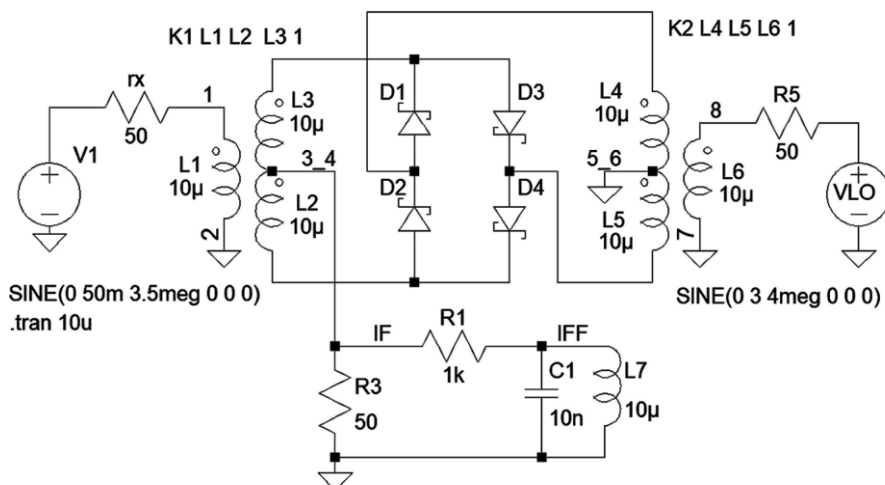 K1 L1 L2 L3 1
K2 L4 L5 L6 1
rx
50
1
V1
L1
10µ
2
L3
10µ
3_4
L2
10µ
D1
D2
D3
D4
L4
10µ
5_6
L5
10µ
8
L6
10µ
7
R5
50
VLO
SINE(0 50m 3.5meg 0 0 0)
.tran 10u
SINE(0 3 4meg 0 0 0)
IF
R1
1k
IFF
R3
50
C1
10n
L7
10µ